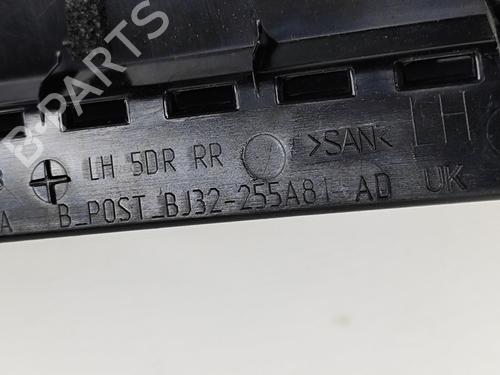 B-PARTS
LH 5DR RR >SAN< LH
B_POST_BJ32-255A81 AD UK